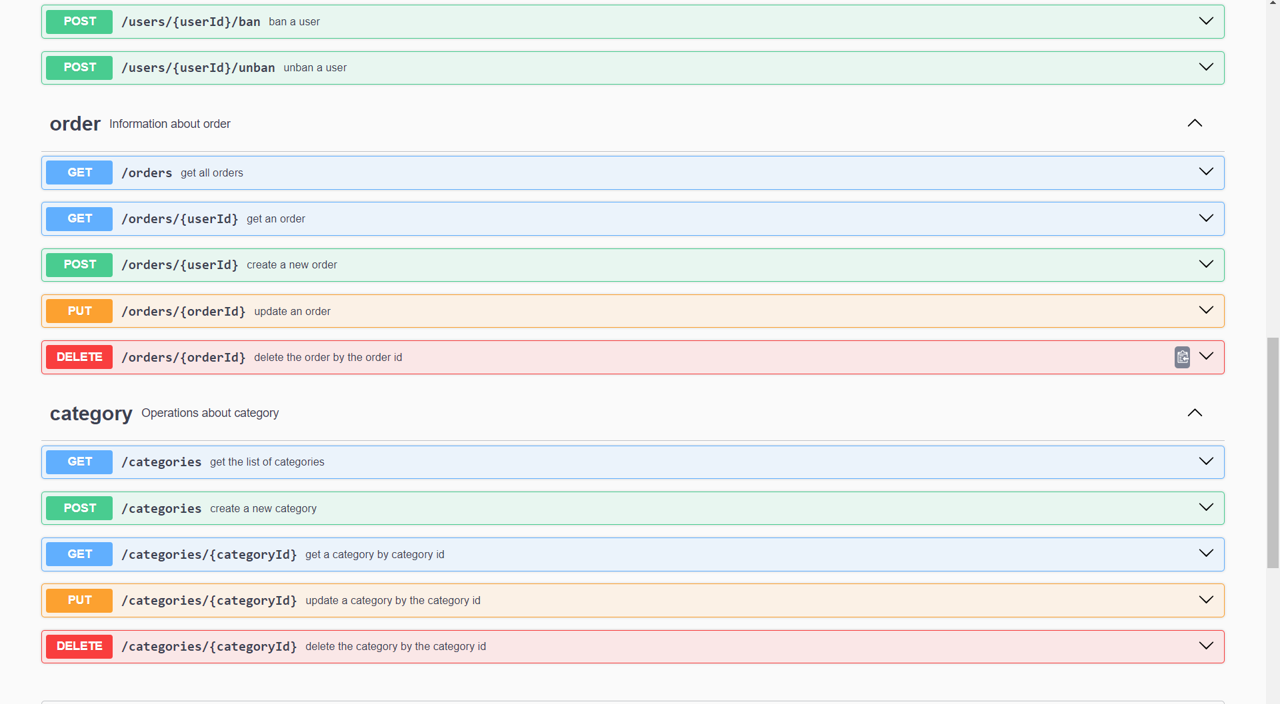 POST /users/{userId}/ban ban a user
POST /users/{userId}/unban unban a user
order Information about order
GET /orders get all orders
GET /orders/{userId} get an order
POST /orders/{userId} create a new order
PUT /orders/{orderId} update an order
DELETE /orders/{orderId} delete the order by the order id
category Operations about category
GET /categories get the list of categories
POST /categories create a new category
GET /categories/{categoryId} get a category by category id
PUT /categories/{categoryId} update a category by the category id
DELETE /categories/{categoryId} delete the category by the category id